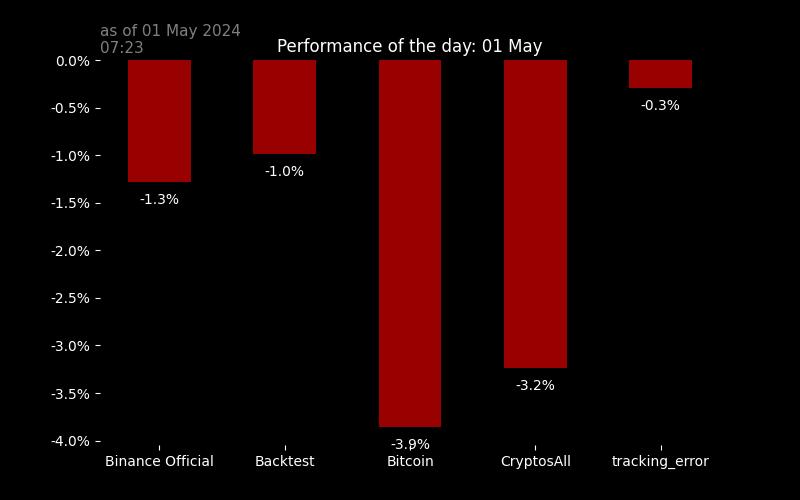 as of 01 May 2024
07:23
Performance of the day: 01 May
0.0%
-0.5%
-1.0%
-1.5%
-2.0%
-2.5%
-3.0%
-3.5%
-4.0%
-1.3%
-1.0%
-3.9%
-3.2%
-0.3%
Binance Official
Backtest
Bitcoin
CryptosAll
tracking_error